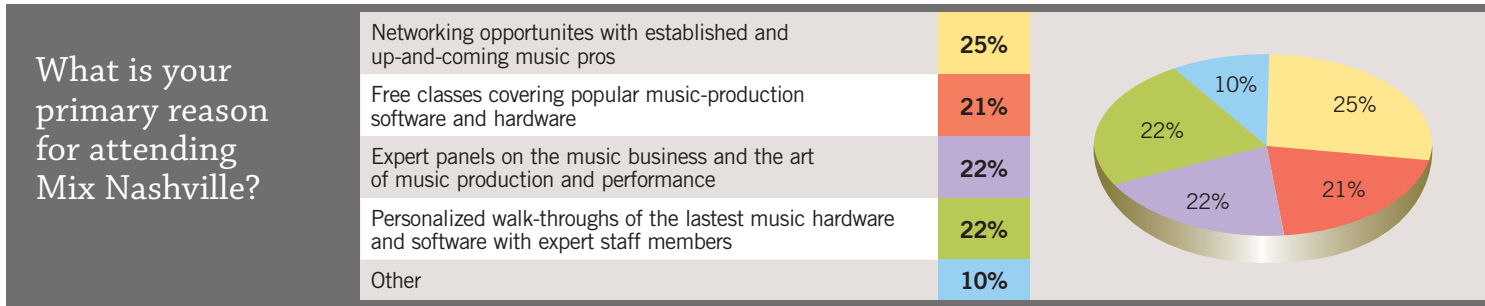 What is your
primary reason
for attending
Mix Nashville?
Networking opportunites with established and
up-and-coming music pros
25%
Free classes covering popular music-production
software and hardware
21%
Expert panels on the music business and the art
of music production and performance
22%
Personalized walk-throughs of the lastest music hardware
and software with expert staff members
22%
Other
10%
10%
25%
22%
22%
21%